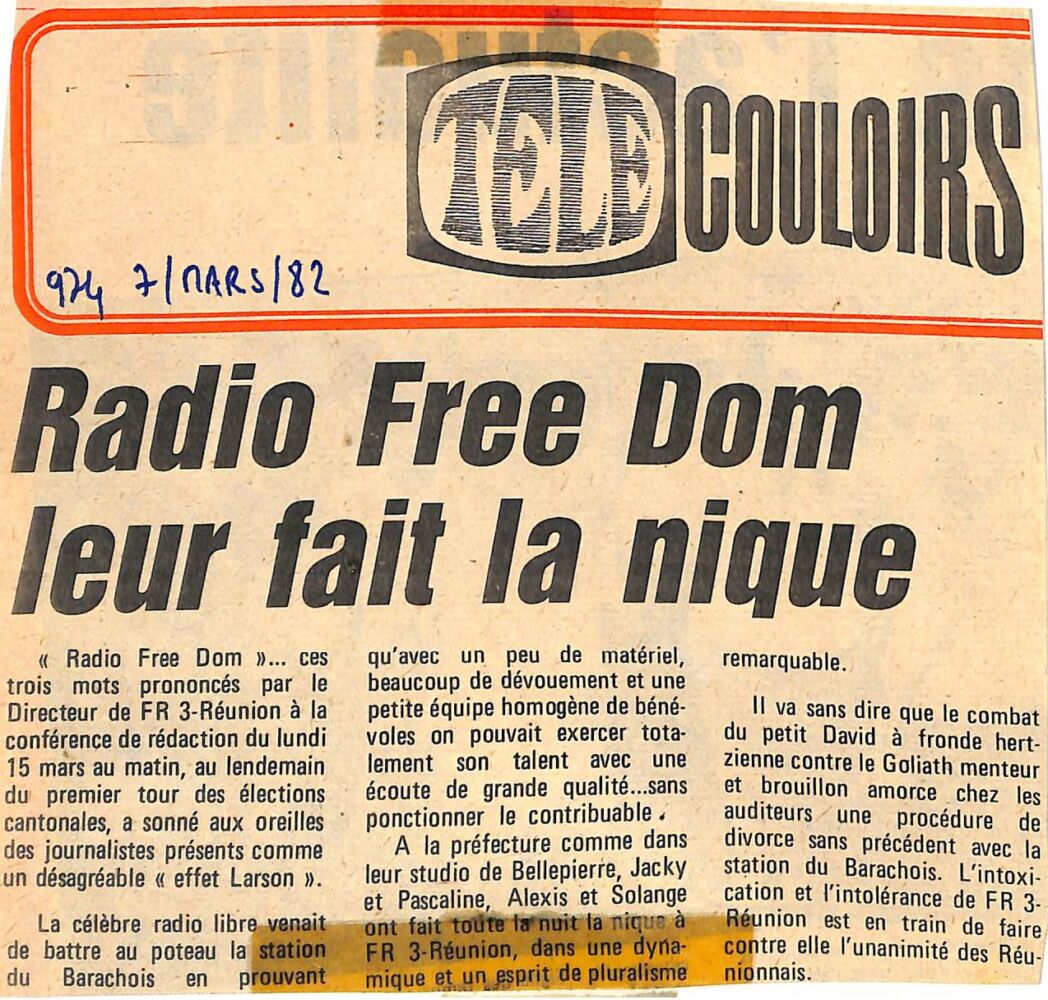 TELE COULOIRS
974 7/MARS/82
Radio Free Dom
leur fait la nique
« Radio Free Dom »... ces
trois mots prononcés par le
Directeur de FR 3-Réunion à la
conférence de rédaction du lundi
15 mars au matin, au lendemain
du premier tour des élections
cantonales, a sonné aux oreilles
des journalistes présents comme
un désagréable « effet Larson ».
La célèbre radio libre venait
de battre au poteau la station
du Barachois en prouvant
qu'avec un peu de matériel,
beaucoup de dévouement et une
petite équipe homogène de béné-
voles on pouvait exercer tota-
lement son talent avec une
écoute de grande qualité...sans
ponctionner le contribuable.
A la préfecture comme dans
leur studio de Bellepierre, Jacky
et Pascaline, Alexis et Solange
ont fait toute la nuit la nique à
FR 3-Réunion, dans une dyna-
mique et un esprit de pluralisme
remarquable.
Il va sans dire que le combat
du petit David à fronde hert-
zienne contre le Goliath menteur
et brouillon amorce chez les
auditeurs une procédure de
divorce sans précédent avec la
station du Barachois. L'intoxi-
cation et l'intolérance de FR 3-
Réunion est en train de faire
contre elle l'unanimité des Réu-
nionnais.